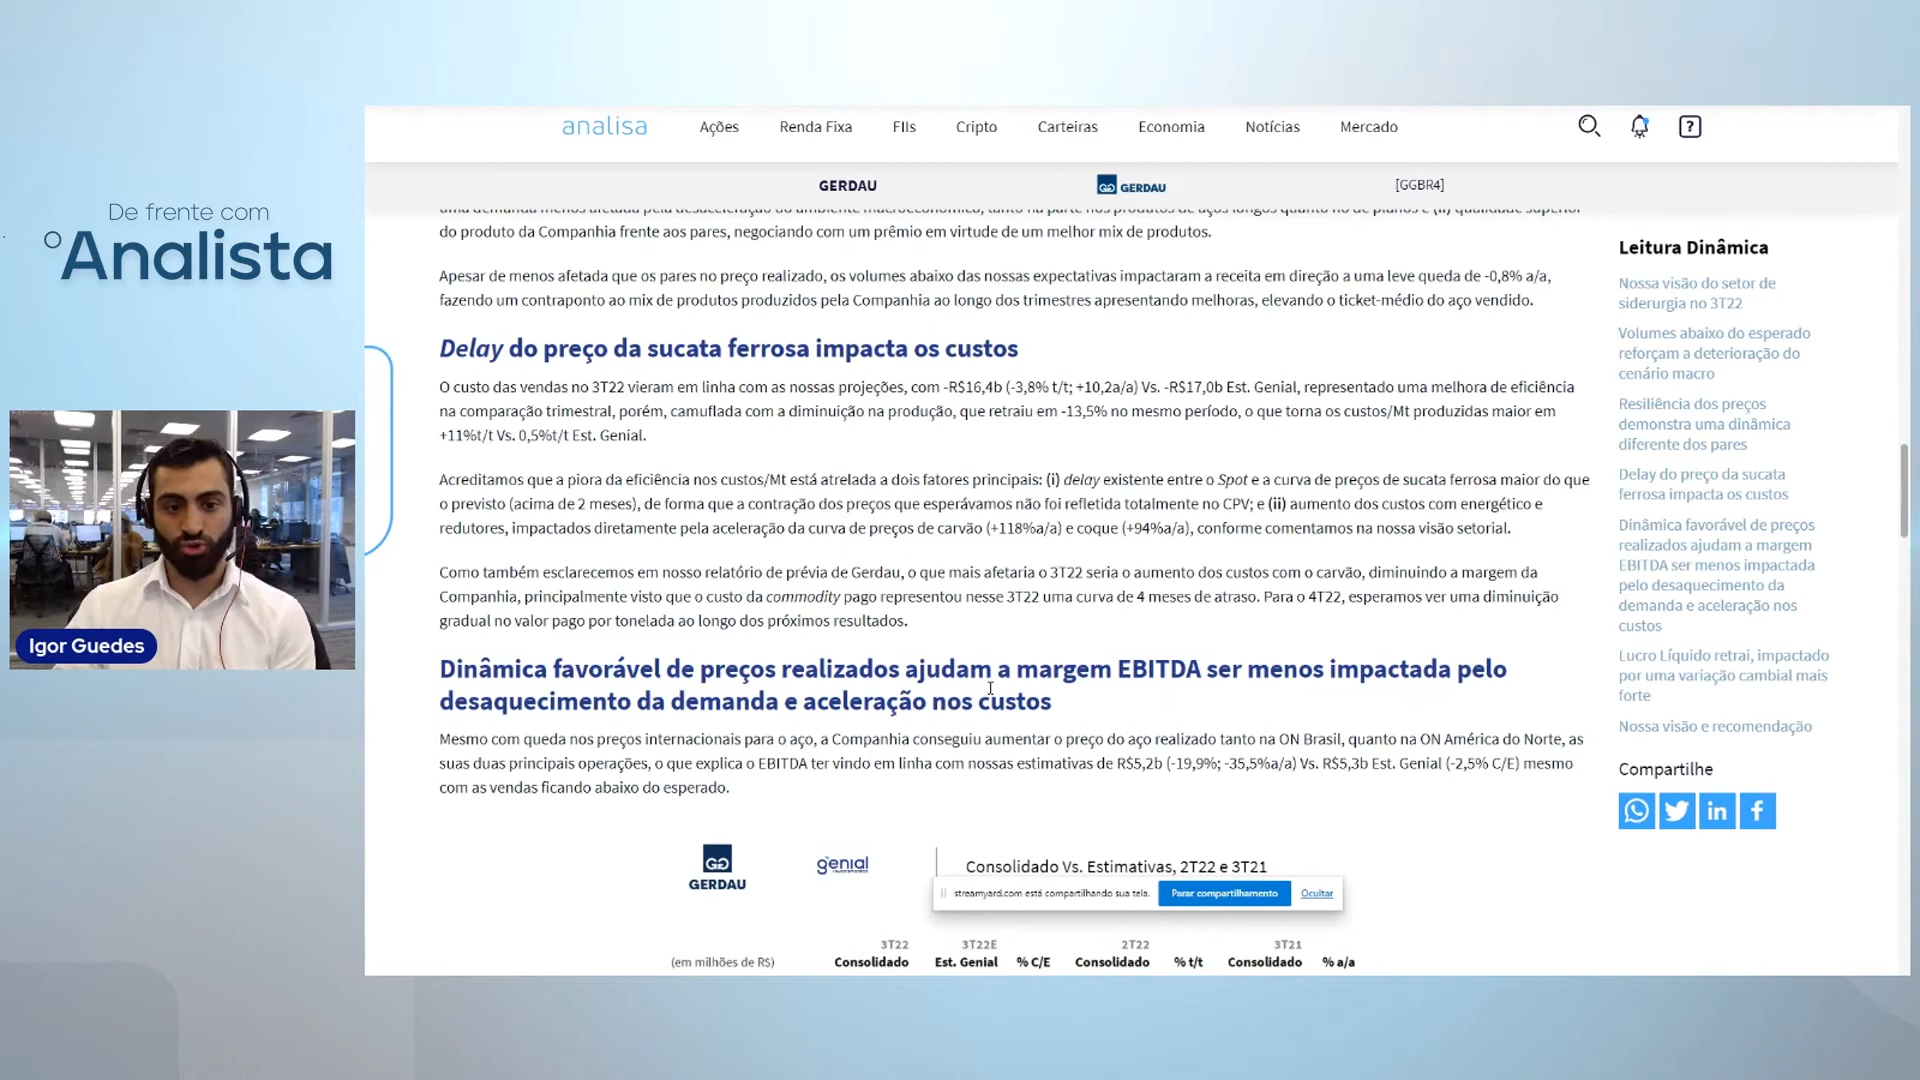 De frente com
o Analista
Igor Guedes
analisa
Ações Renda Fixa FIIs Cripto Carteiras Economia Notícias Mercado
GERDAU GERDAU [GGBR4]
uma demanda menos afetada pela desaceleração do ambiente macroeconômico, tanto na parte nos produtos de aços longos quanto no de planos e (ii) qualidade superior
do produto da Companhia frente aos pares, negociando com um prêmio em virtude de um melhor mix de produtos.
Apesar de menos afetada que os pares no preço realizado, os volumes abaixo das nossas expectativas impactaram a receita em direção a uma leve queda de -0,8% a/a,
fazendo um contraponto ao mix de produtos produzidos pela Companhia ao longo dos trimestres apresentando melhoras, elevando o ticket-médio do aço vendido.
Delay do preço da sucata ferrosa impacta os custos
O custo das vendas no 3T22 vieram em linha com as nossas projeções, com -R$16,4b (-3,8% t/t; +10,2a/a) Vs. -R$17,0b Est. Genial, representado uma melhora de eficiência
na comparação trimestral, porém, camuflada com a diminuição na produção, que retraiu em -13,5% no mesmo período, o que torna os custos/Mt produzidas maior em
+11%t/t Vs. 0,5%t/t Est. Genial.
Acreditamos que a piora da eficiência nos custos/Mt está atrelada a dois fatores principais: (i) delay existente entre o Spot e a curva de preços de sucata ferrosa maior do que
o previsto (acima de 2 meses), de forma que a contração dos preços que esperávamos não foi refletida totalmente no CPV; e (ii) aumento dos custos com energético e
redutores, impactados diretamente pela aceleração da curva de preços de carvão (+118%a/a) e coque (+94%a/a), conforme comentamos na nossa visão setorial.
Como também esclarecemos em nosso relatório de prévia de Gerdau, o que mais afetaria o 3T22 seria o aumento dos custos com o carvão, diminuindo a margem da
Companhia, principalmente visto que o custo da commodity pago representou nesse 3T22 uma curva de 4 meses de atraso. Para o 4T22, esperamos ver uma diminuição
gradual no valor pago por tonelada ao longo dos próximos resultados.
Dinâmica favorável de preços realizados ajudam a margem EBITDA ser menos impactada pelo
desaquecimento da demanda e aceleração nos custos
Mesmo com queda nos preços internacionais para o aço, a Companhia conseguiu aumentar o preço do aço realizado tanto na ON Brasil, quanto na ON América do Norte, as
suas duas principais operações, o que explica o EBITDA ter vindo em linha com nossas estimativas de R$5,2b (-19,9%; -35,5%a/a) Vs. R$5,3b Est. Genial (-2,5% C/E) mesmo
com as vendas ficando abaixo do esperado.
GERDAU
genial
Consolidado Vs. Estimativas, 2T22 e 3T21
streamyard.com está compartilhando sua tela. Parar compartilhamento Ocultar
3T22 3T22E 2T22 3T21
(em milhões de R$) Consolidado Est. Genial % C/E Consolidado % t/t Consolidado % a/a
Leitura Dinâmica
Nossa visão do setor de
siderurgia no 3T22
Volumes abaixo do esperado
reforçam a deterioração do
cenário macro
Resiliência dos preços
demonstra uma dinâmica
diferente dos pares
Delay do preço da sucata
ferrosa impacta os custos
Dinâmica favorável de preços
realizados ajudam a margem
EBITDA ser menos impactada
pelo desaquecimento da
demanda e aceleração nos
custos
Lucro Líquido retrai, impactado
por uma variação cambial mais
forte
Nossa visão e recomendação
Compartilhe